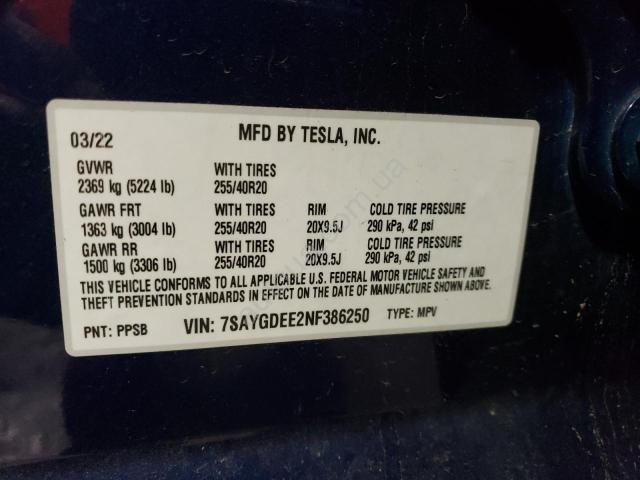 03/22 MFD BY TESLA, INC.
GVWR WITH TIRES
2369 kg (5224 lb) 255/40R20
GAWR FRT WITH TIRES RIM COLD TIRE PRESSURE
1363 kg (3004 lb) 255/40R20 20X9.5J 290 kPa, 42 psi
GAWR RR WITH TIRES RIM COLD TIRE PRESSURE
1500 kg (3306 lb) 255/40R20 20X9.5J 290 kPa, 42 psi
THIS VEHICLE CONFORMS TO ALL APPLICABLE U.S. FEDERAL MOTOR VEHICLE SAFETY AND
THEFT PREVENTION STANDARDS IN EFFECT ON THE DATE OF MANUFACTURE SHOWN ABOVE.
PNT: PPSB VIN: 7SAYGDEE2NF386250 TYPE: MPV